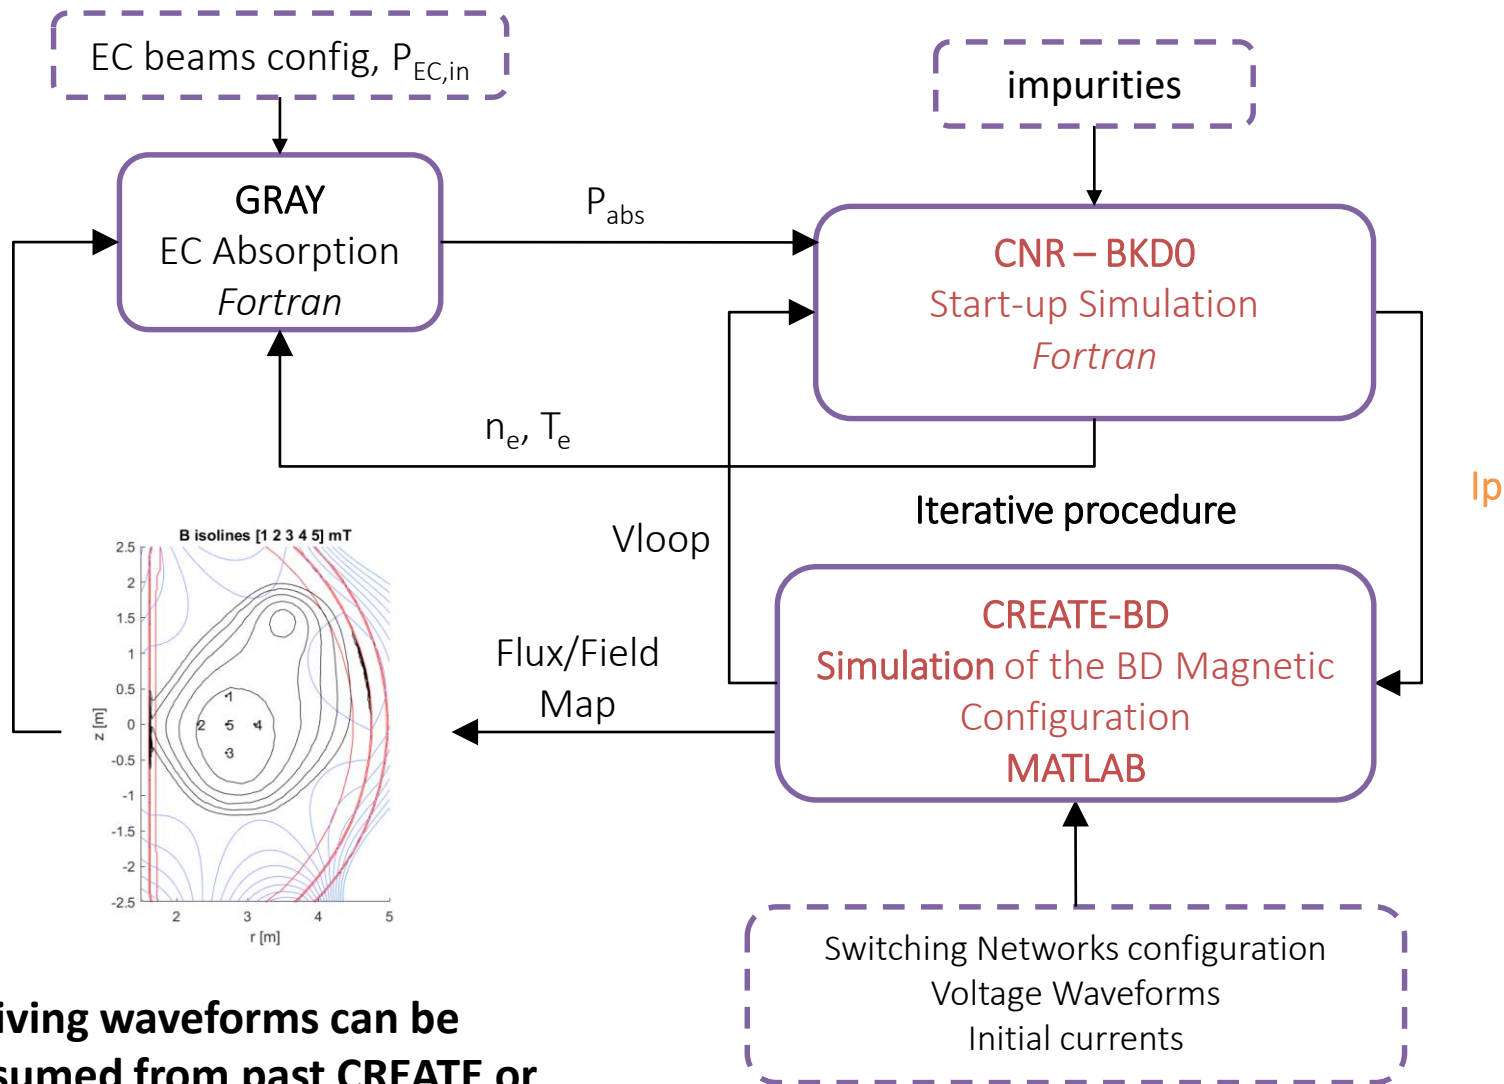 EC beams config, P_EC,in
impurities
GRAY
EC Absorption
Fortran
P_abs
CNR – BKD0
Start-up Simulation
Fortran
n_e, T_e
Ip
Iterative procedure
Vloop
B isolines [1 2 3 4 5] mT
2.5
2
1.5
1
0.5
0
-0.5
-1
-1.5
-2
-2.5
z [m]
1
2 5 4
3
2 3 4 5
r [m]
Flux/Field
Map
CREATE-BD
Simulation of the BD Magnetic
Configuration
MATLAB
Switching Networks configuration
Voltage Waveforms
Initial currents
iving waveforms can be
sumed from past CREATE or